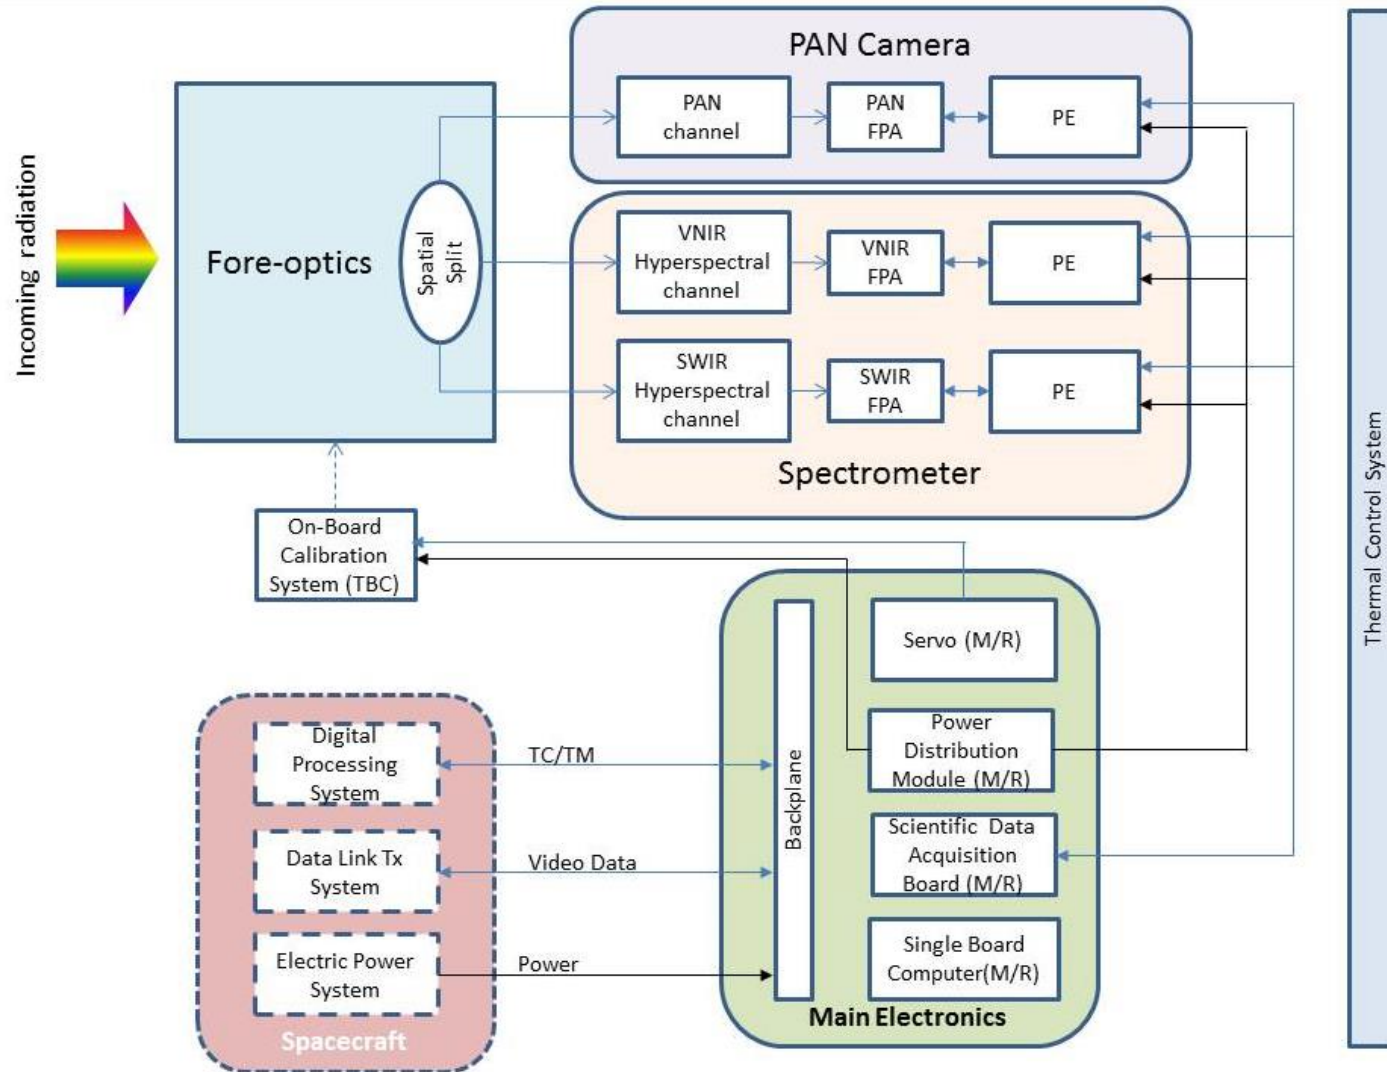 PAN Camera
PAN
channel
PAN
FPA
PE
Incoming radiation
Fore-optics
Spatial
Split
VNIR
Hyperspectral
channel
VNIR
FPA
PE
SWIR
Hyperspectral
channel
SWIR
FPA
PE
Spectrometer
Thermal Control System
On-Board
Calibration
System (TBC)
Servo (M/R)
Power
Distribution
Module (M/R)
Scientific Data
Acquisition
Board (M/R)
Single Board
Computer(M/R)
Backplane
Main Electronics
Digital
Processing
System
TC/TM
Data Link Tx
System
Video Data
Electric Power
System
Power
Spacecraft